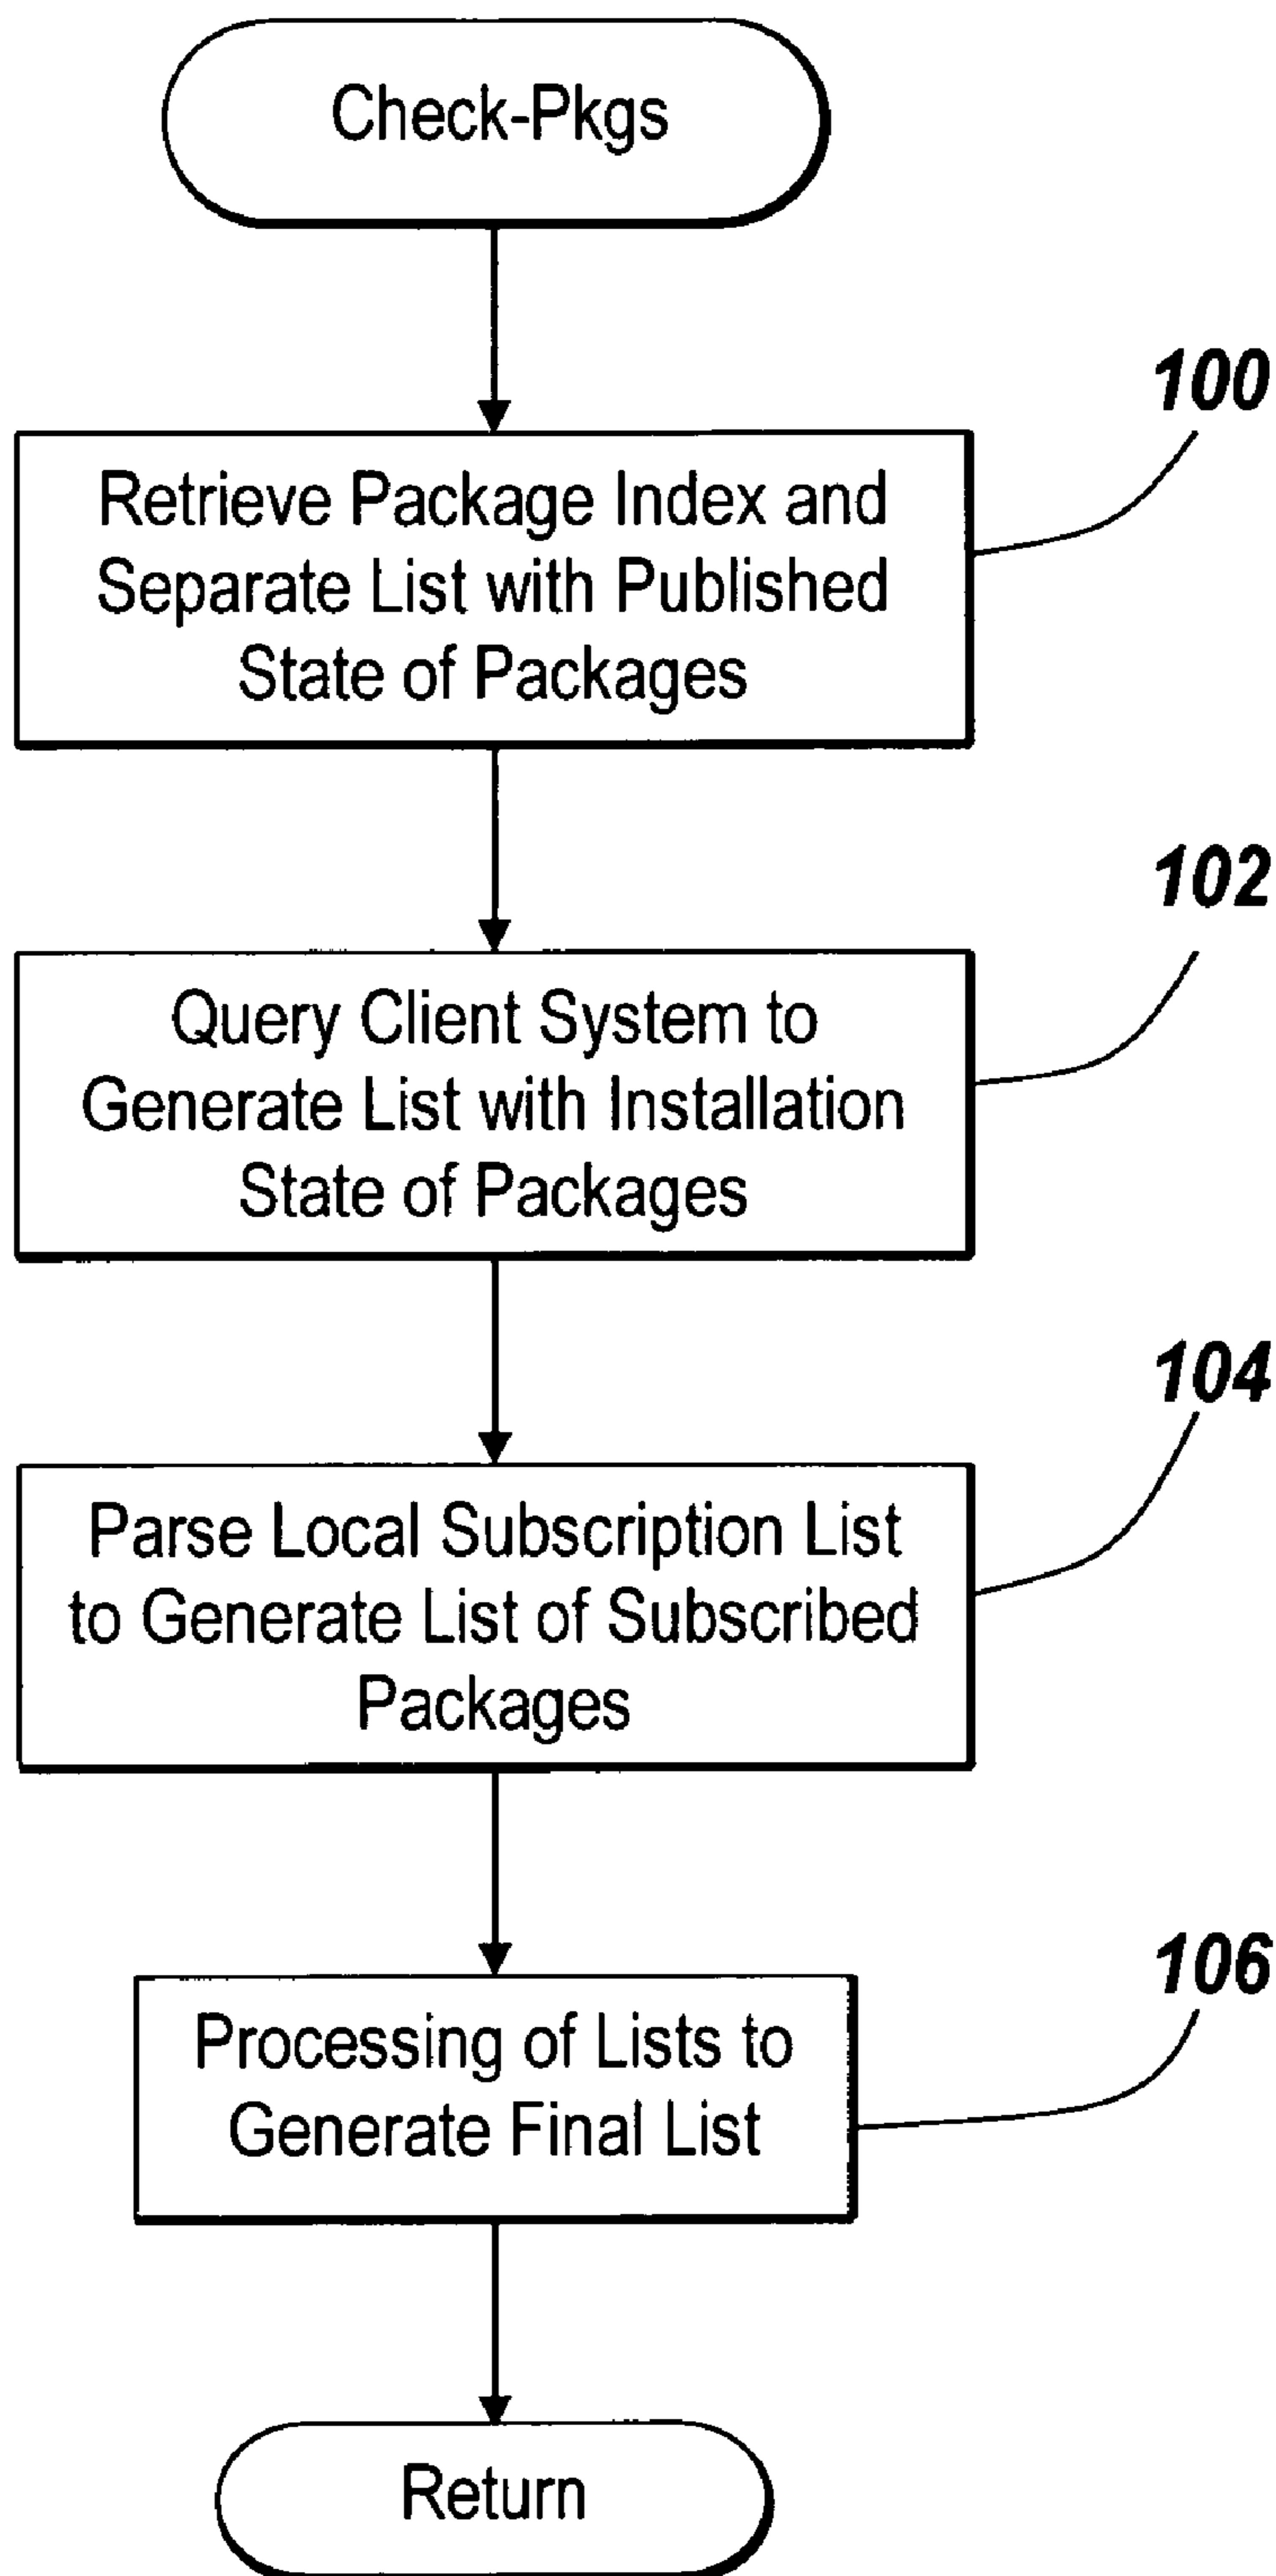 Check-Pkgs
100
Retrieve Package Index and
Separate List with Published
State of Packages
102
Query Client System to
Generate List with Installation
State of Packages
104
Parse Local Subscription List
to Generate List of Subscribed
Packages
106
Processing of Lists to
Generate Final List
Return